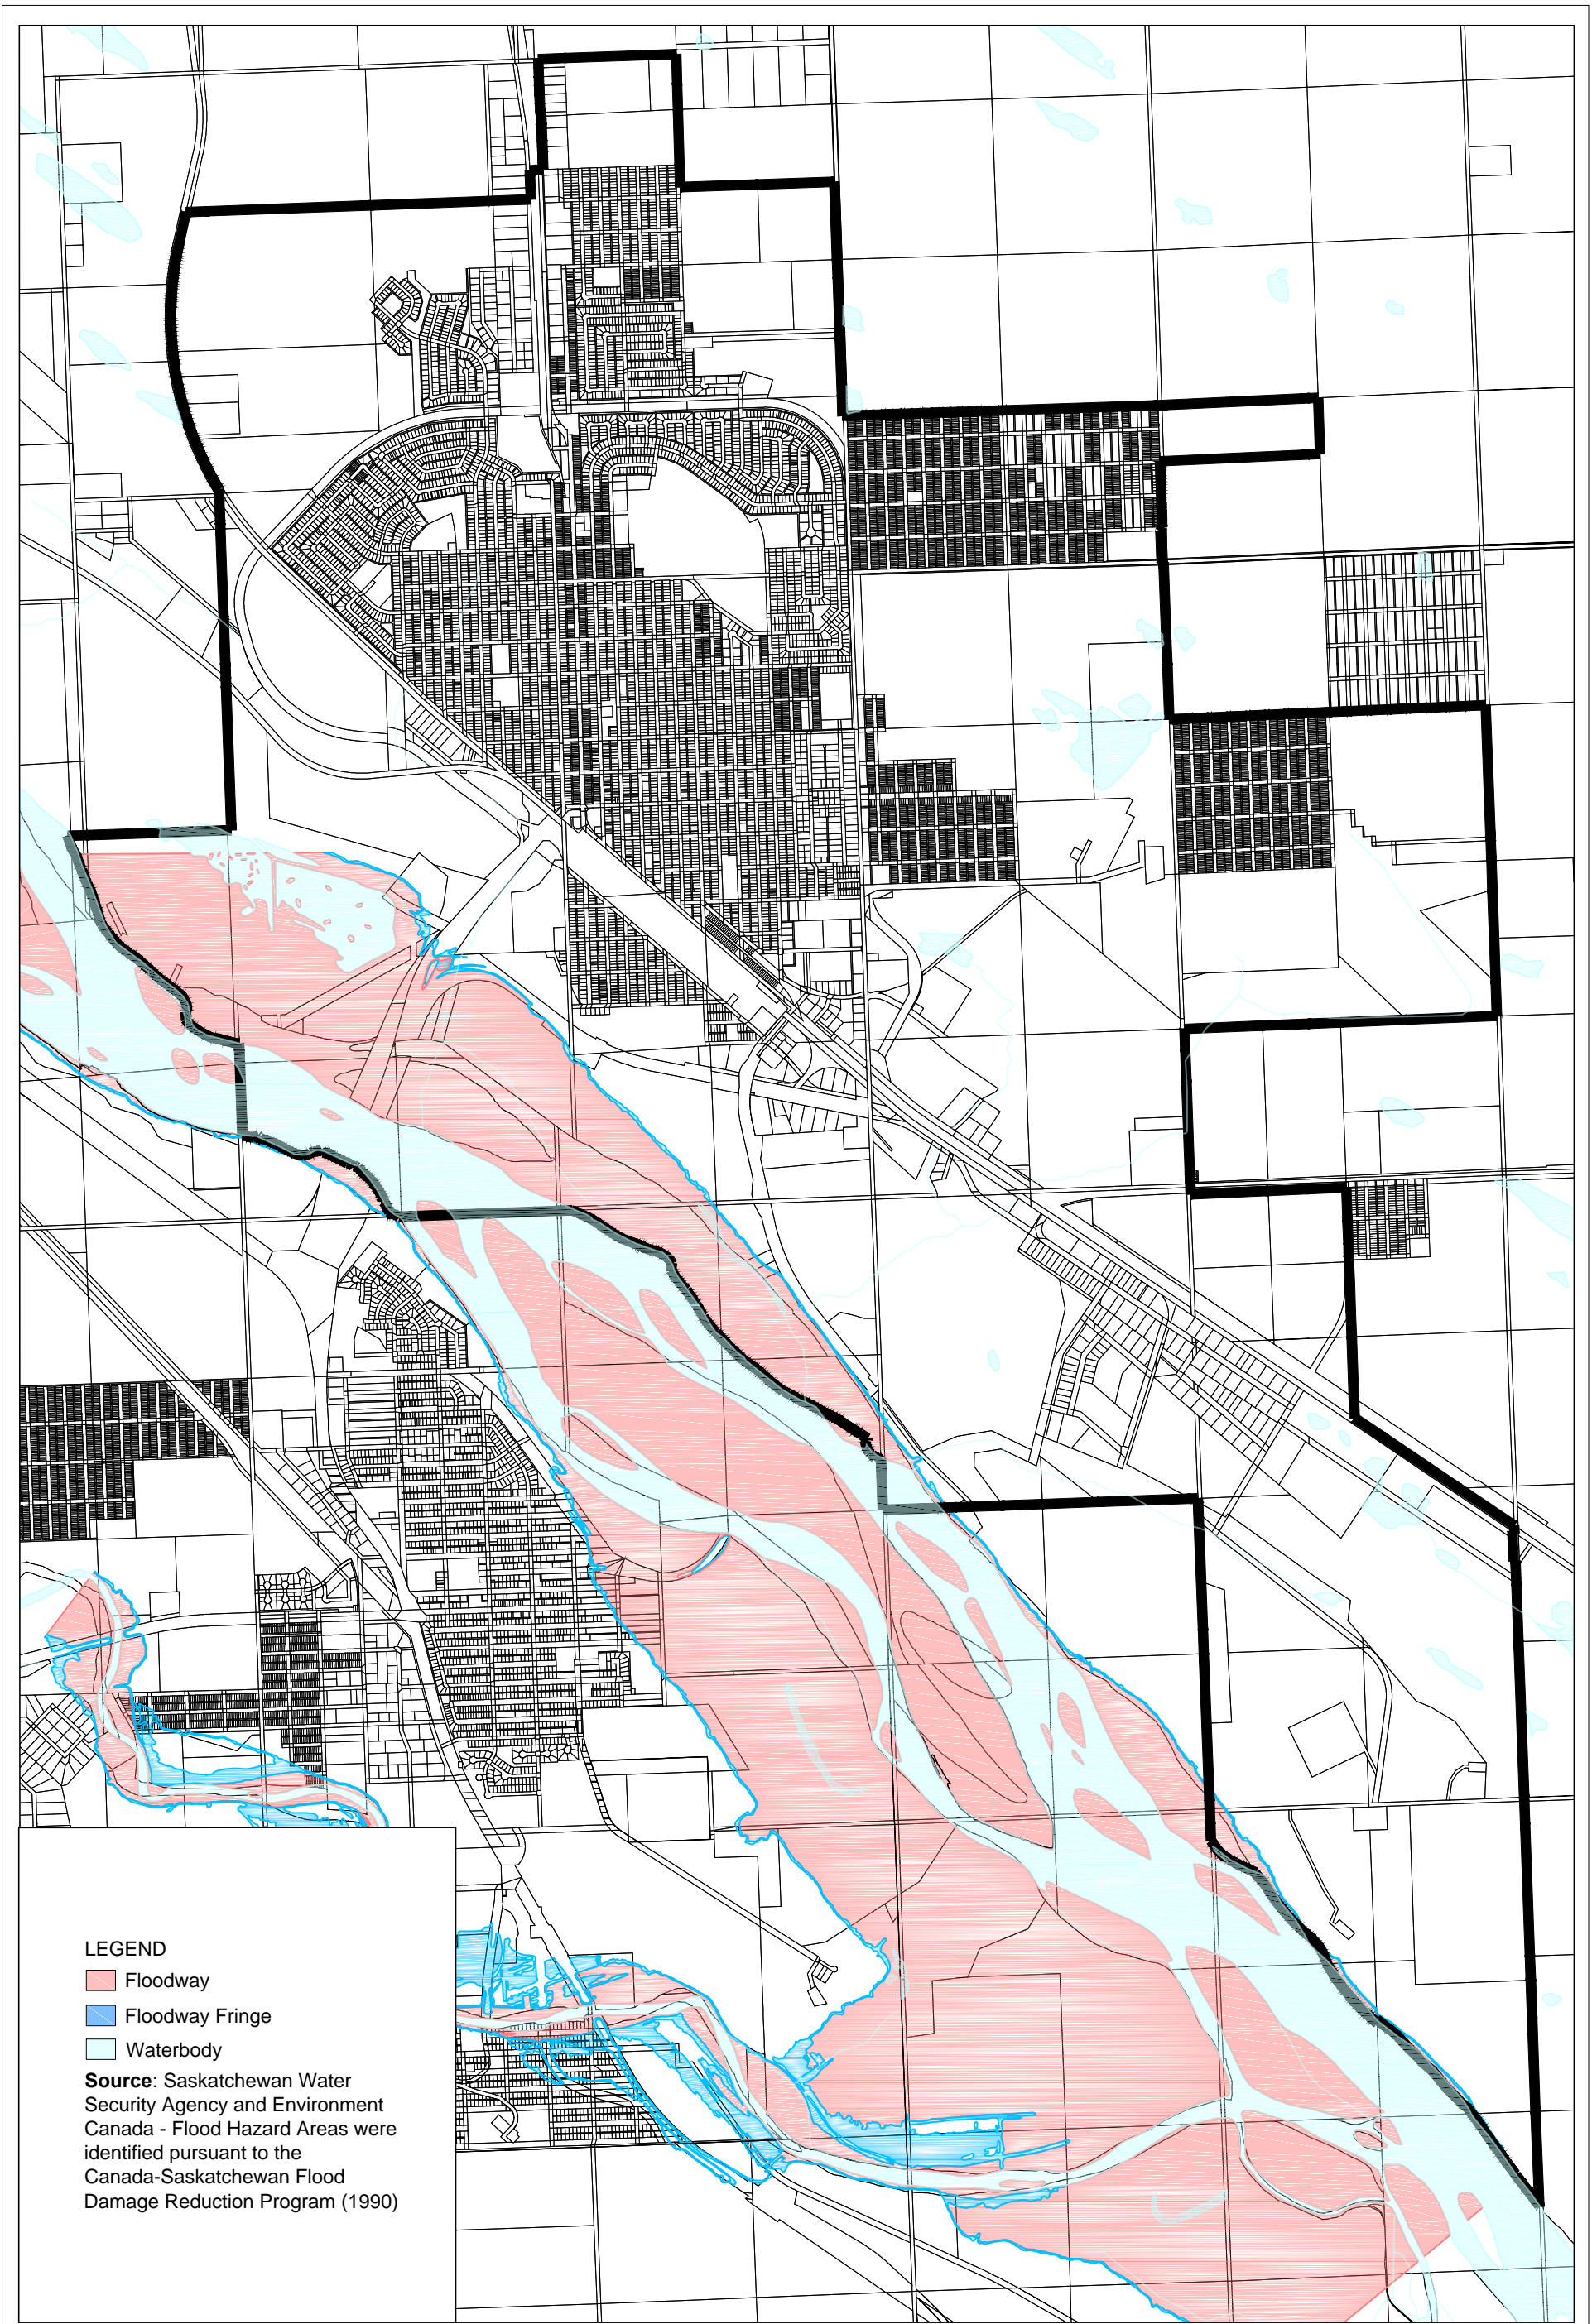 LEGEND
Floodway
Floodway Fringe
Waterbody
Source: Saskatchewan Water
Security Agency and Environment
Canada - Flood Hazard Areas were
identified pursuant to the
Canada-Saskatchewan Flood
Damage Reduction Program (1990)